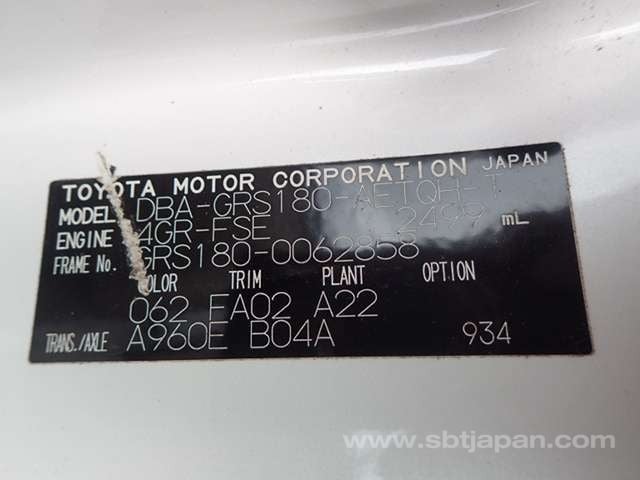 TOYOTA MOTOR CORPORATION JAPAN
MODEL DBA-GRS180-AETQH-T
ENGINE 4GR-FSE 2499 mL
FRAME No. GRS180-0062858
COLOR TRIM PLANT OPTION
062 FA02 A22
TRANS./AXLE A960E B04A 934
www.sbtjapan.com